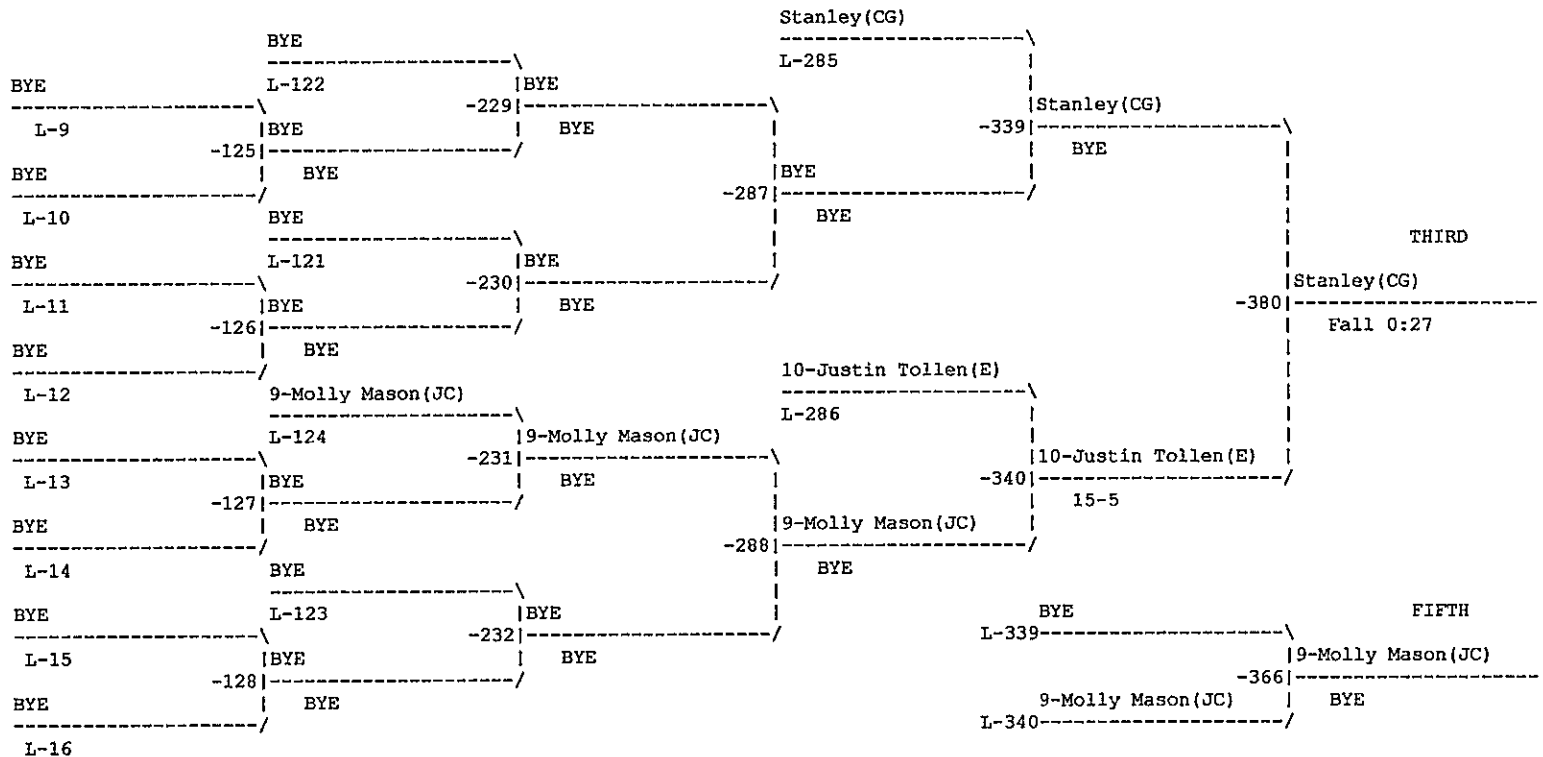 Stanley(CG)
BYE
L-285
BYE
L-122
BYE
-229
Stanley(CG)
L-9
BYE
BYE
-339
-125
BYE
BYE
BYE
BYE
-287
L-10
BYE
BYE
THIRD
BYE
L-121
BYE
Stanley(CG)
L-11
BYE
-230
BYE
-380
-126
Fall 0:27
BYE
BYE
10-Justin Tollen(E)
L-12
9-Molly Mason(JC)
L-286
BYE
L-124
9-Molly Mason(JC)
-231
10-Justin Tollen(E)
L-13
BYE
BYE
-340
-127
15-5
BYE
BYE
9-Molly Mason(JC)
-288
L-14
BYE
BYE
L-123
BYE
BYE
FIFTH
BYE
-232
L-339
L-15
BYE
BYE
9-Molly Mason(JC)
-128
-366
BYE
BYE
9-Molly Mason(JC)
BYE
L-340
L-16